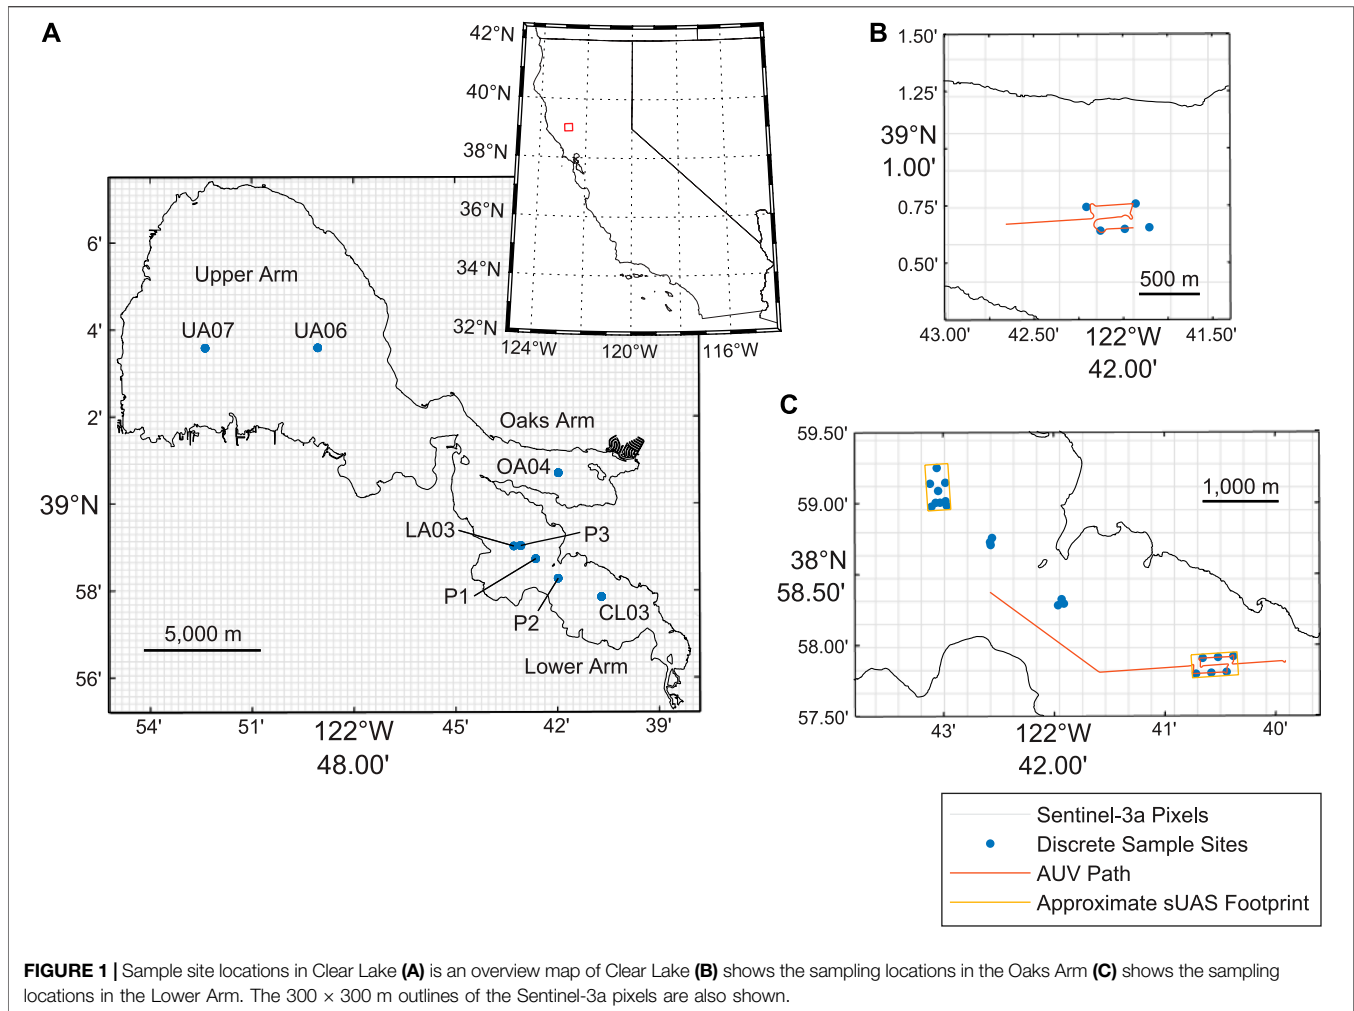 A
42°N
40°N
38°N
36°N
34°N
32°N
124°W
120°W
116°W
6'
4'
2'
39°N
58'
56'
Upper Arm
UA07
UA06
Oaks Arm
OA04
LA03
P3
P1
P2
CL03
Lower Arm
5,000 m
54'
51'
122°W
48.00'
45'
42'
39'
B
1.50'
1.25'
39°N
1.00'
0.75'
0.50'
500 m
43.00'
42.50'
122°W
42.00'
41.50'
C
59.50'
59.00'
38°N
58.50'
58.00'
57.50'
1,000 m
43'
122°W
42.00'
41'
40'
Sentinel-3a Pixels
Discrete Sample Sites
AUV Path
Approximate sUAS Footprint
FIGURE 1 | Sample site locations in Clear Lake (A) is an overview map of Clear Lake (B) shows the sampling locations in the Oaks Arm (C) shows the sampling
locations in the Lower Arm. The 300 × 300 m outlines of the Sentinel-3a pixels are also shown.